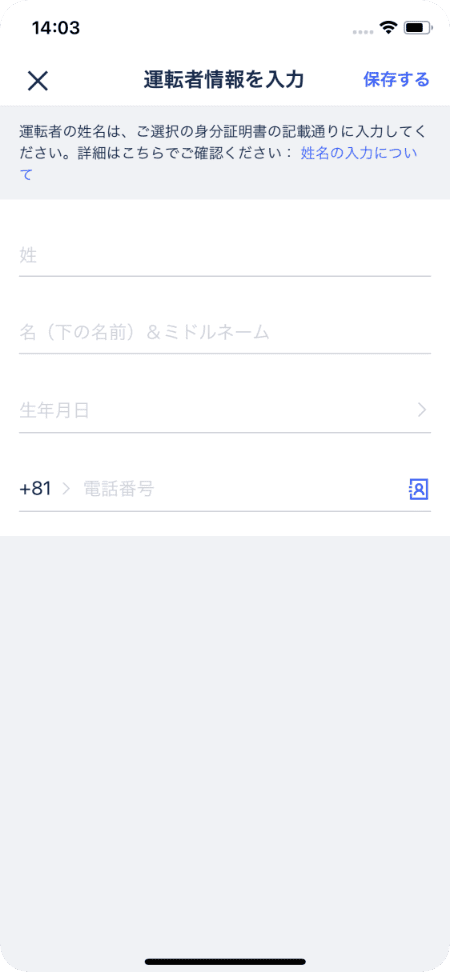 14:03
運転者情報を入力
保存する
運転者の姓名は、ご選択の身分証明書の記載通りに入力してく
ださい。詳細はこちらでご確認ください： 姓名の入力につい
て
姓
名（下の名前）＆ミドルネーム
生年月日
+81 電話番号